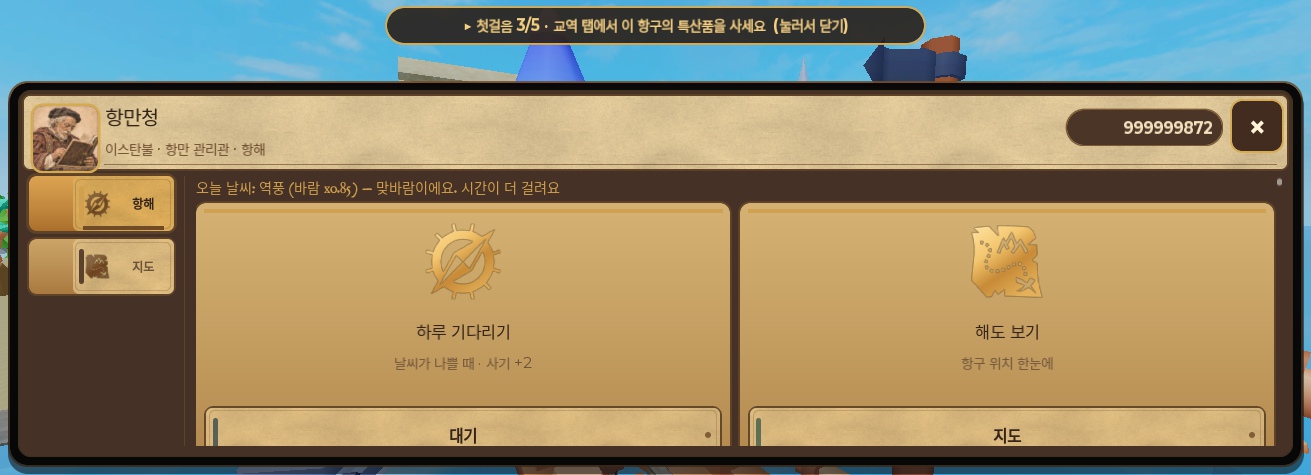 ▸ 첫걸음 3/5 · 교역 탭에서 이 항구의 특산품을 사세요 (눌러서 닫기)
항만청
이스탄불 · 항만 관리관 · 항해
999999872
×
항해
지도
오늘 날씨: 역풍 (바람 x0.85) — 맞바람이에요. 시간이 더 걸려요
하루 기다리기
날씨가 나쁠 때 · 사기 +2
대기
해도 보기
항구 위치 한눈에
지도